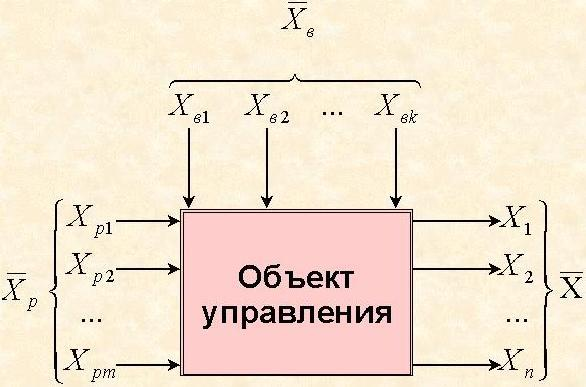 X̅в
Xв1 Xв2 ... Xвk
Xp1 X1
Xp2 X2
X̅p Объект управления X̅
... ...
Xpm Xn